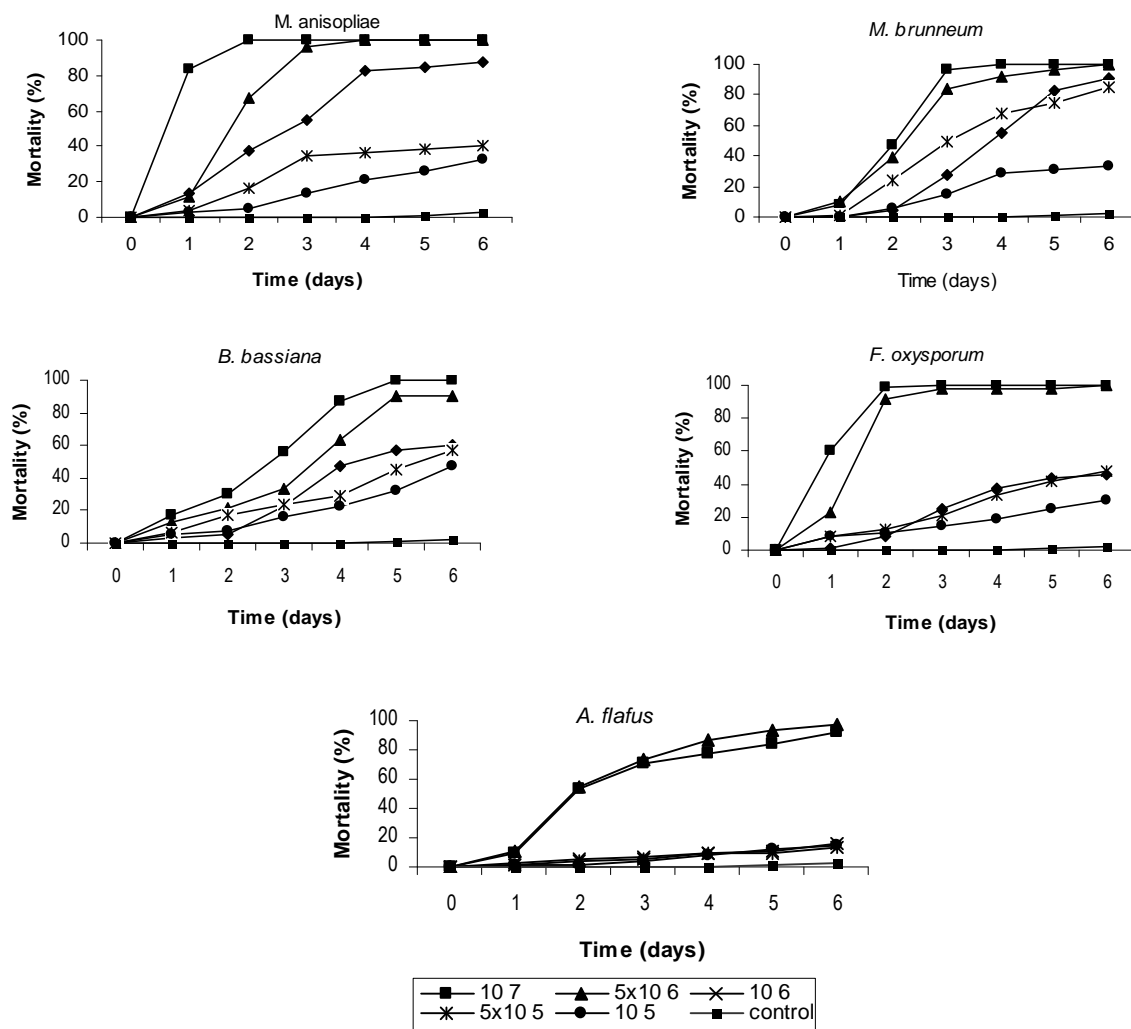 M. anisopliae
Mortality (%)
100
80
60
40
20
0
0 1 2 3 4 5 6
Time (days)
M. brunneum
Mortality (%)
100
80
60
40
20
0
0 1 2 3 4 5 6
Time (days)
B. bassiana
Mortality (%)
100
80
60
40
20
0
0 1 2 3 4 5 6
Time (days)
F. oxysporum
Mortality (%)
100
80
60
40
20
0
0 1 2 3 4 5 6
Time (days)
A. flafus
Mortality (%)
100
80
60
40
20
0
0 1 2 3 4 5 6
Time (days)
10 7 5x10 6 10 6
5x10 5 10 5 control